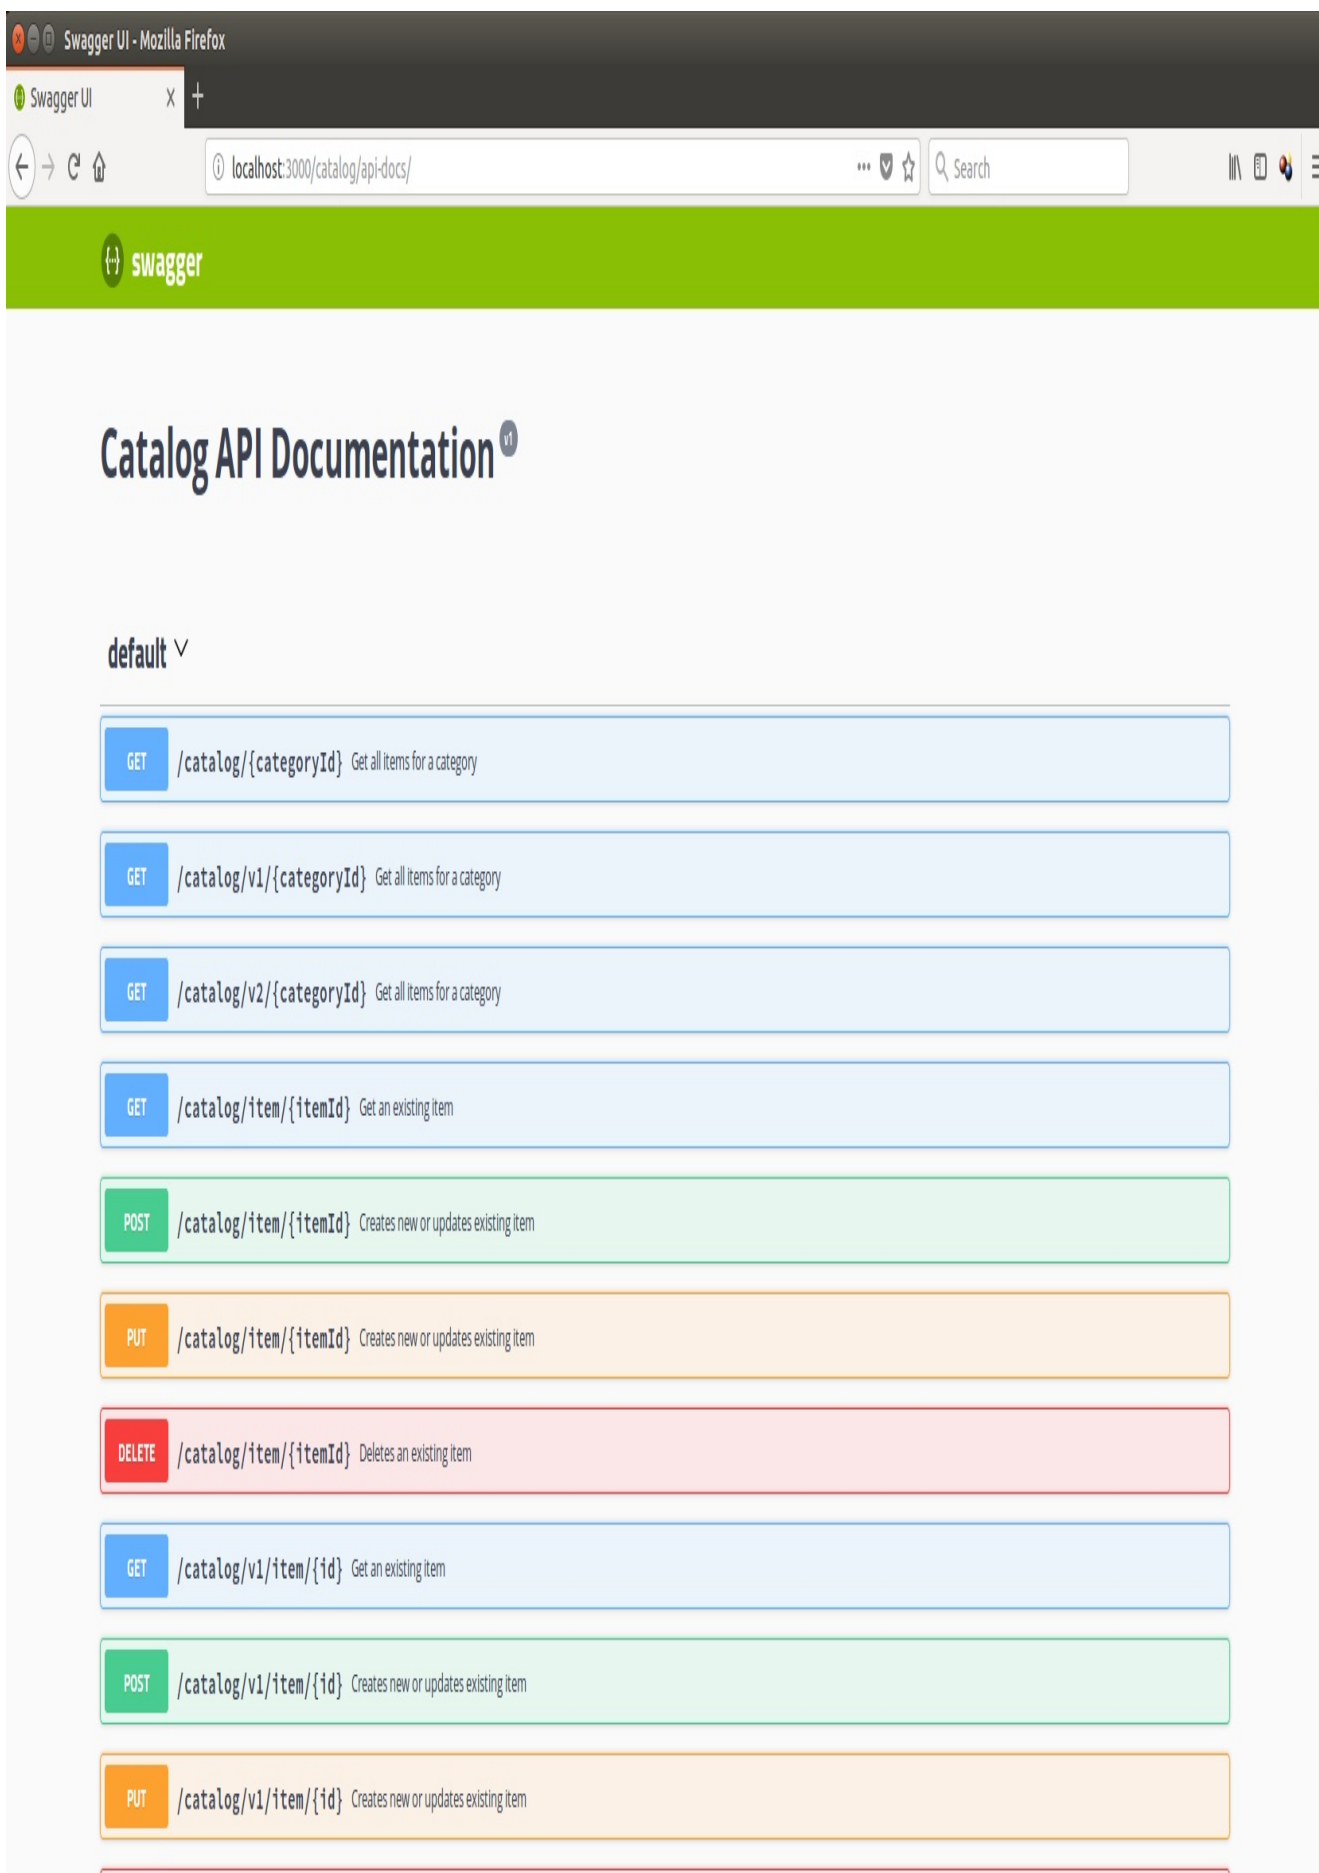 Swagger UI - Mozilla Firefox
Swagger UI
localhost:3000/catalog/api-docs/
Search
{···} swagger
Catalog API Documentation v1
default
GET /catalog/{categoryId} Get all items for a category
GET /catalog/v1/{categoryId} Get all items for a category
GET /catalog/v2/{categoryId} Get all items for a category
GET /catalog/item/{itemId} Get an existing item
POST /catalog/item/{itemId} Creates new or updates existing item
PUT /catalog/item/{itemId} Creates new or updates existing item
DELETE /catalog/item/{itemId} Deletes an existing item
GET /catalog/v1/item/{id} Get an existing item
POST /catalog/v1/item/{id} Creates new or updates existing item
PUT /catalog/v1/item/{id} Creates new or updates existing item